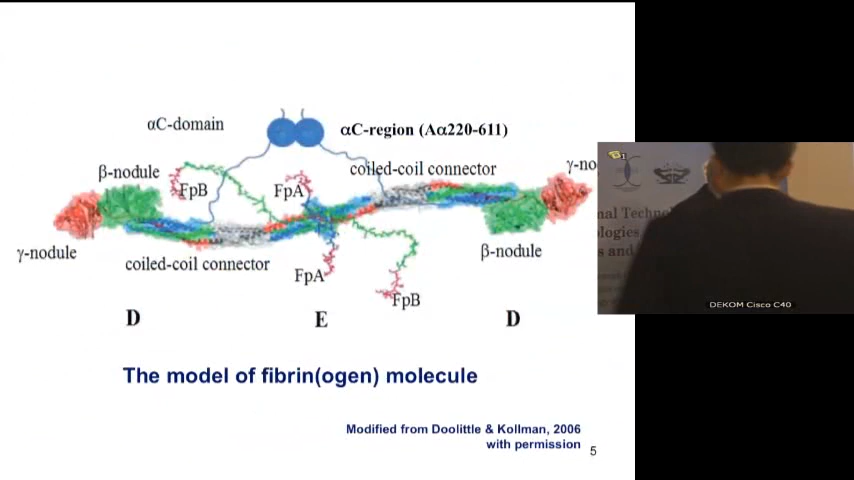 αC-domain
αC-region (Aα220-611)
β-nodule
FpB
FpA
coiled-coil connector
γ-no
γ-nodule
coiled-coil connector
FpA
FpB
β-nodule
D
E
D
The model of fibrin(ogen) molecule
Modified from Doolittle & Kollman, 2006
with permission
5
nal Techno
ologies
s and
DEKOM Cisco C40